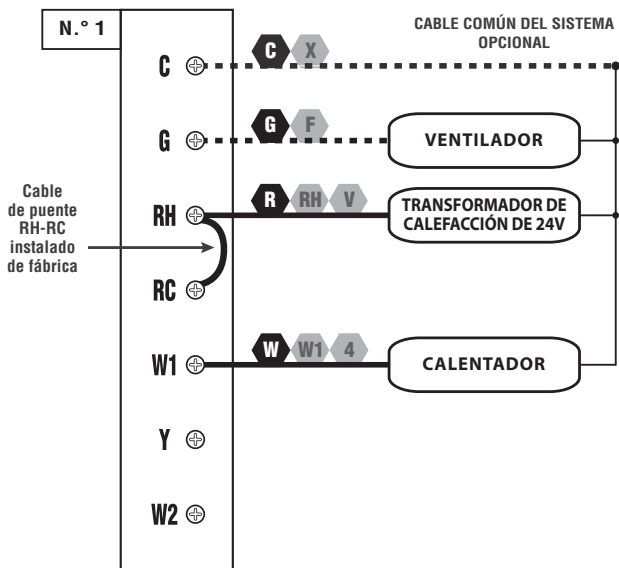 N.° 1
CABLE COMÚN DEL SISTEMA
OPCIONAL
C
C X
G
G F
VENTILADOR
Cable
de puente
RH-RC
instalado
de fábrica
RH
R RH V
TRANSFORMADOR DE
CALEFACCIÓN DE 24V
RC
W1
W W1 4
CALENTADOR
Y
W2